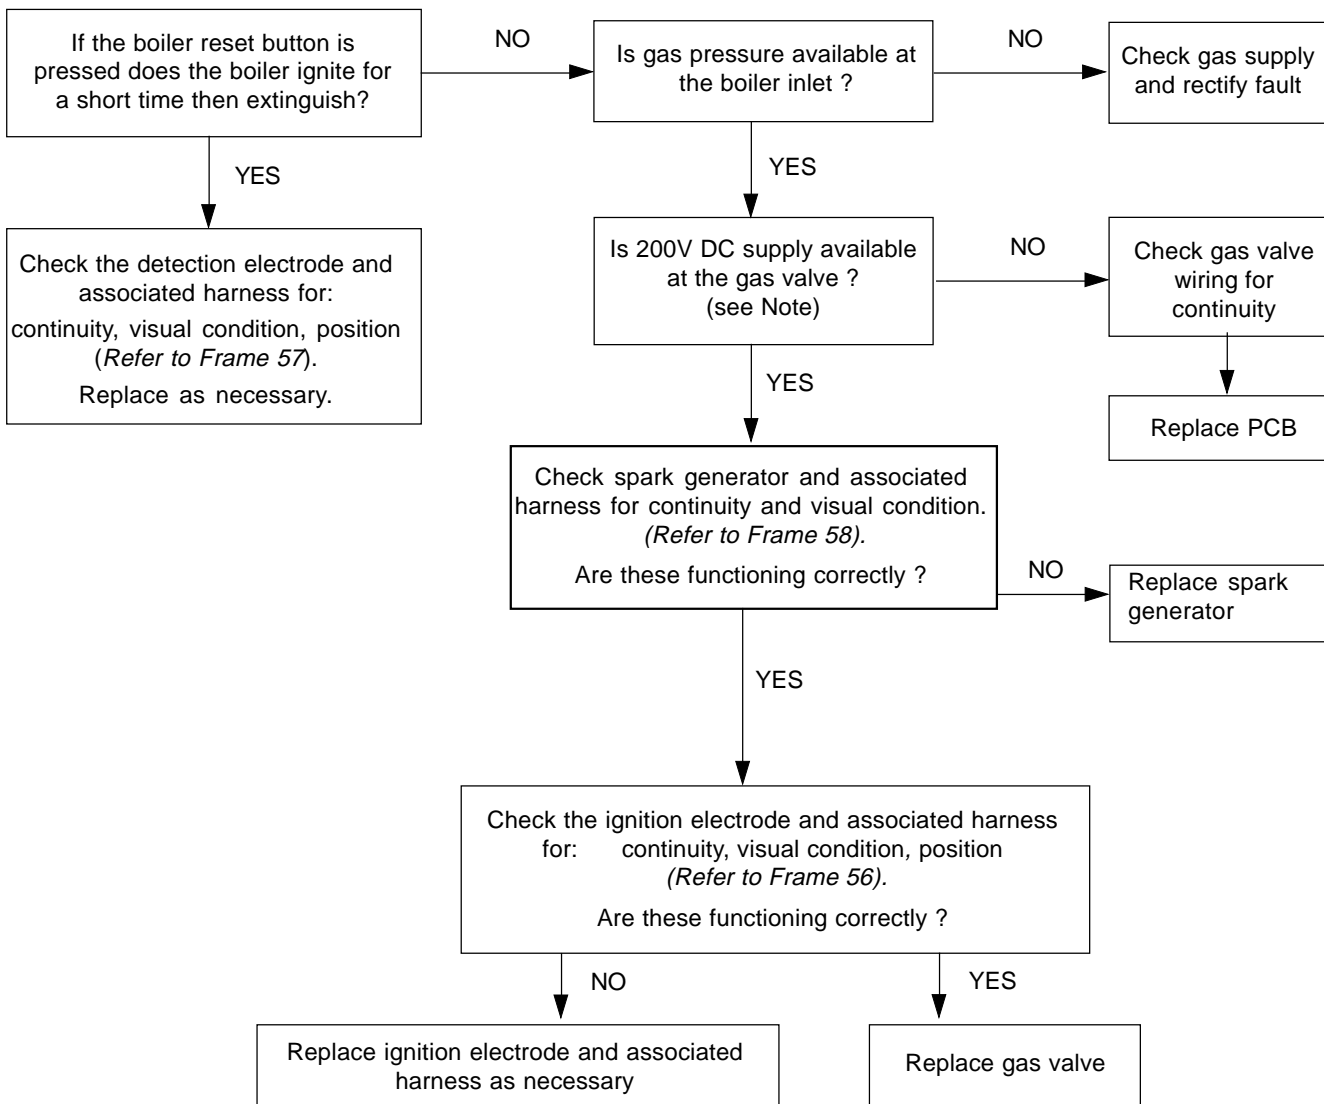 If the boiler reset button is
pressed does the boiler ignite for
a short time then extinguish?
NO
Is gas pressure available at
the boiler inlet ?
NO
Check gas supply
and rectify fault
YES
YES
Check the detection electrode and
associated harness for:
continuity, visual condition, position
(Refer to Frame 57).
Replace as necessary.
Is 200V DC supply available
at the gas valve ?
(see Note)
NO
Check gas valve
wiring for
continuity
YES
Replace PCB
Check spark generator and associated
harness for continuity and visual condition.
(Refer to Frame 58).
Are these functioning correctly ?
NO
Replace spark
generator
YES
Check the ignition electrode and associated harness
for: continuity, visual condition, position
(Refer to Frame 56).
Are these functioning correctly ?
NO
YES
Replace ignition electrode and associated
harness as necessary
Replace gas valve